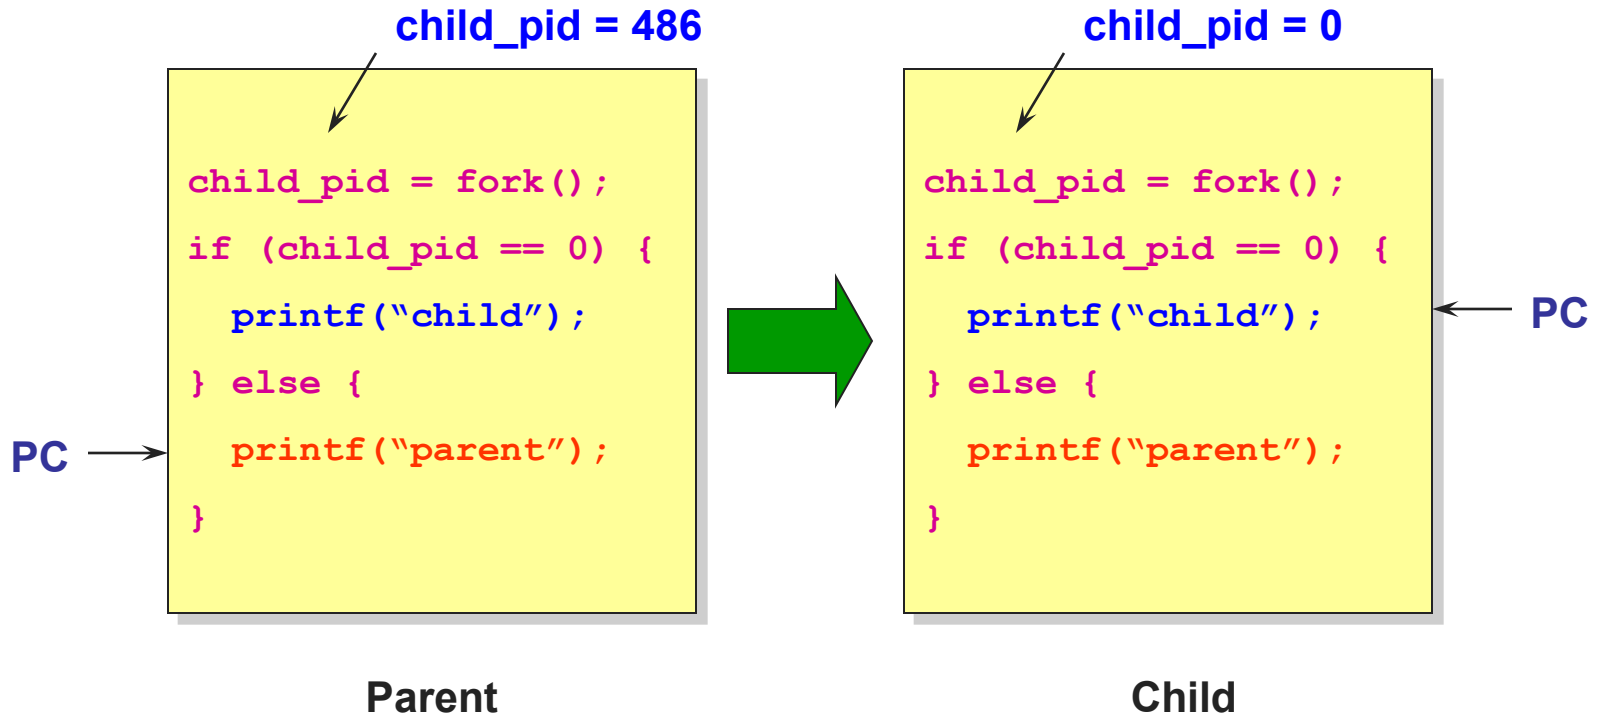 child_pid = 486
child_pid = fork();
if (child_pid == 0) {
printf(“child”);
} else {
PC
printf(“parent”);
}
Parent
child_pid = 0
child_pid = fork();
if (child_pid == 0) {
printf(“child”);
PC
} else {
printf(“parent”);
}
Child